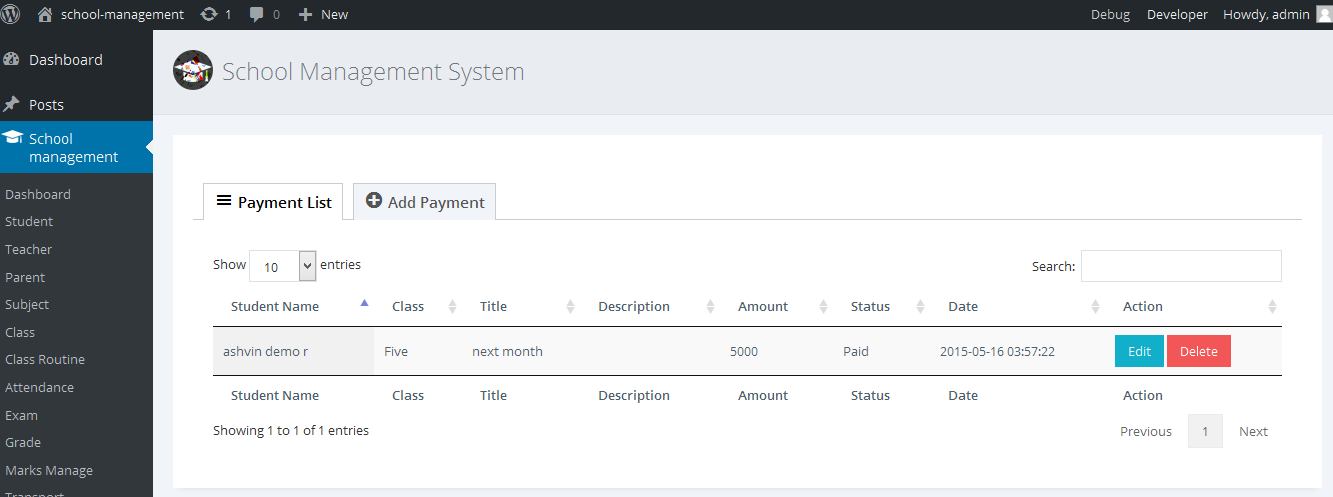 school-management 1 0 New Debug Developer Howdy, admin
Dashboard
Posts
School
management
Dashboard
Student
Teacher
Parent
Subject
Class
Class Routine
Attendance
Exam
Grade
Marks Manage
Transport
School Management System
Payment List Add Payment
Show 10 entries Search:
Student Name Class Title Description Amount Status Date Action
ashvin demo r Five next month 5000 Paid 2015-05-16 03:57:22 Edit Delete
Student Name Class Title Description Amount Status Date Action
Showing 1 to 1 of 1 entries Previous 1 Next